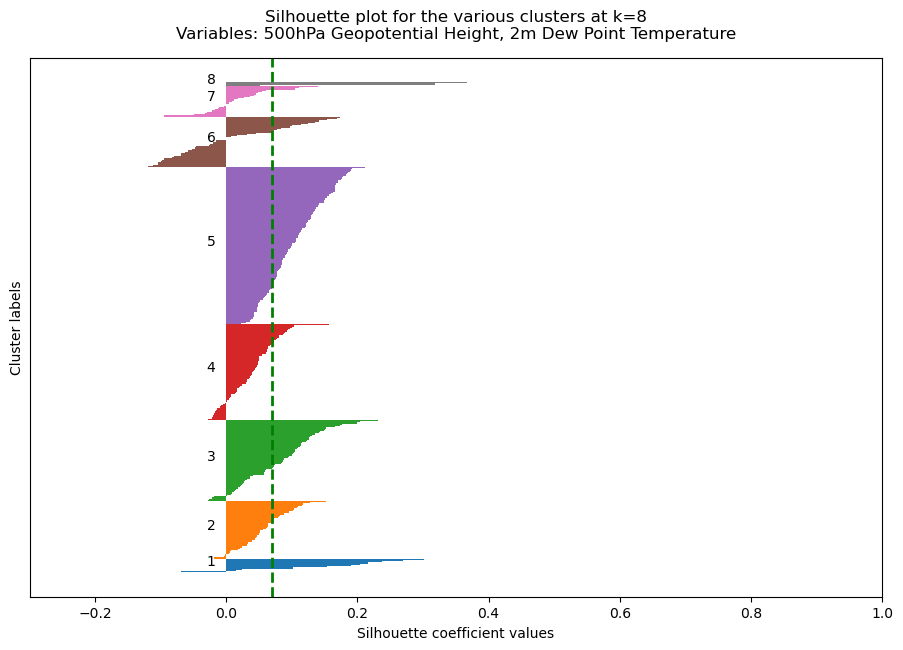 Silhouette plot for the various clusters at k=8
Variables: 500hPa Geopotential Height, 2m Dew Point Temperature
Cluster labels
8
7
6
5
4
3
2
1
−0.2 0.0 0.2 0.4 0.6 0.8 1.0
Silhouette coefficient values